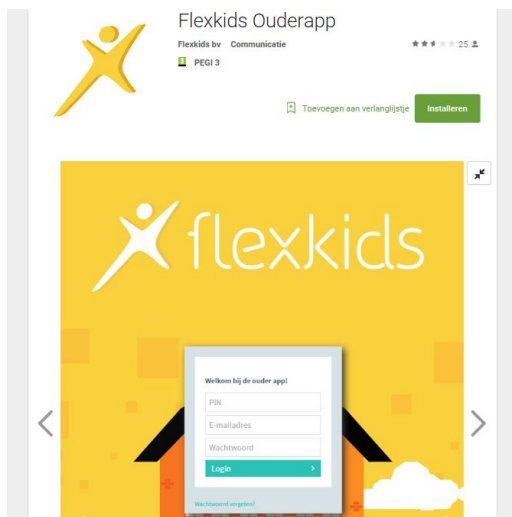 Flexkids Ouderapp
Flexkids bv Communicatie
25
PEGI 3
Toevoegen aan verlanglijstje
Installeren
flexkids
Welkom bij de ouder app!
PIN
E-mailadres
Wachtwoord
Login
Wachtwoord vergeten?